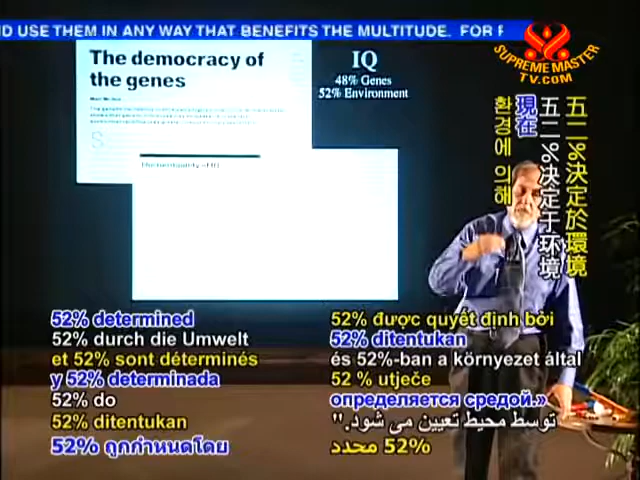 D USE THEM IN ANY WAY THAT BENEFITS THE MULTITUDE. FOR F
SUPREME MASTER
TV.COM
The democracy of
the genes
IQ
48% Genes
52% Environment
五二%決定於環境
五二%决定于环境
現在
환경에 의해
52% determined
52% durch die Umwelt
et 52% sont déterminés
y 52% determinada
52% do
52% ditentukan
52% ถูกกำหนดโดย
52% được quyết định bởi
52% ditentukan
és 52%-ban a környezet által
52 % utječe
определяется средой.»
توسط محیط تعیین می شود."
52% محدد